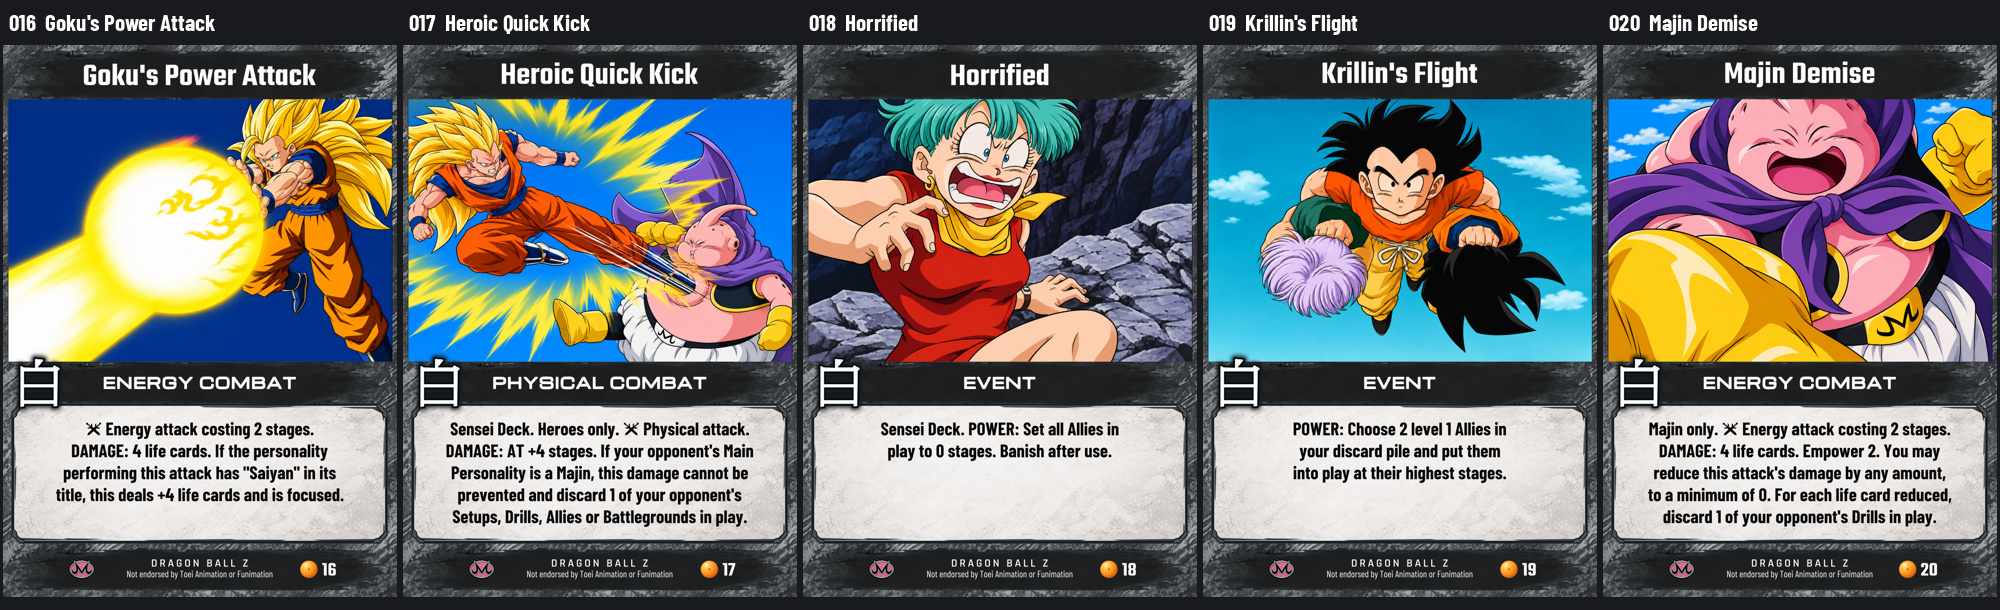 016 Goku's Power Attack
Goku's Power Attack
白
ENERGY COMBAT
Energy attack costing 2 stages.
DAMAGE: 4 life cards. If the personality
performing this attack has "Saiyan" in its
title, this deals +4 life cards and is focused.
DRAGON BALL Z
Not endorsed by Toei Animation or Funimation
16
017 Heroic Quick Kick
Heroic Quick Kick
白
PHYSICAL COMBAT
Sensei Deck. Heroes only. Physical attack.
DAMAGE: AT +4 stages. If your opponent's Main
Personality is a Majin, this damage cannot be
prevented and discard 1 of your opponent's
Setups, Drills, Allies or Battlegrounds in play.
DRAGON BALL Z
Not endorsed by Toei Animation or Funimation
17
018 Horrified
Horrified
白
EVENT
Sensei Deck. POWER: Set all Allies in
play to 0 stages. Banish after use.
DRAGON BALL Z
Not endorsed by Toei Animation or Funimation
18
019 Krillin's Flight
Krillin's Flight
白
EVENT
POWER: Choose 2 level 1 Allies in
your discard pile and put them
into play at their highest stages.
DRAGON BALL Z
Not endorsed by Toei Animation or Funimation
19
020 Majin Demise
Majin Demise
白
ENERGY COMBAT
Majin only. Energy attack costing 2 stages.
DAMAGE: 4 life cards. Empower 2. You may
reduce this attack's damage by any amount,
to a minimum of 0. For each life card reduced,
discard 1 of your opponent's Drills in play.
DRAGON BALL Z
Not endorsed by Toei Animation or Funimation
20